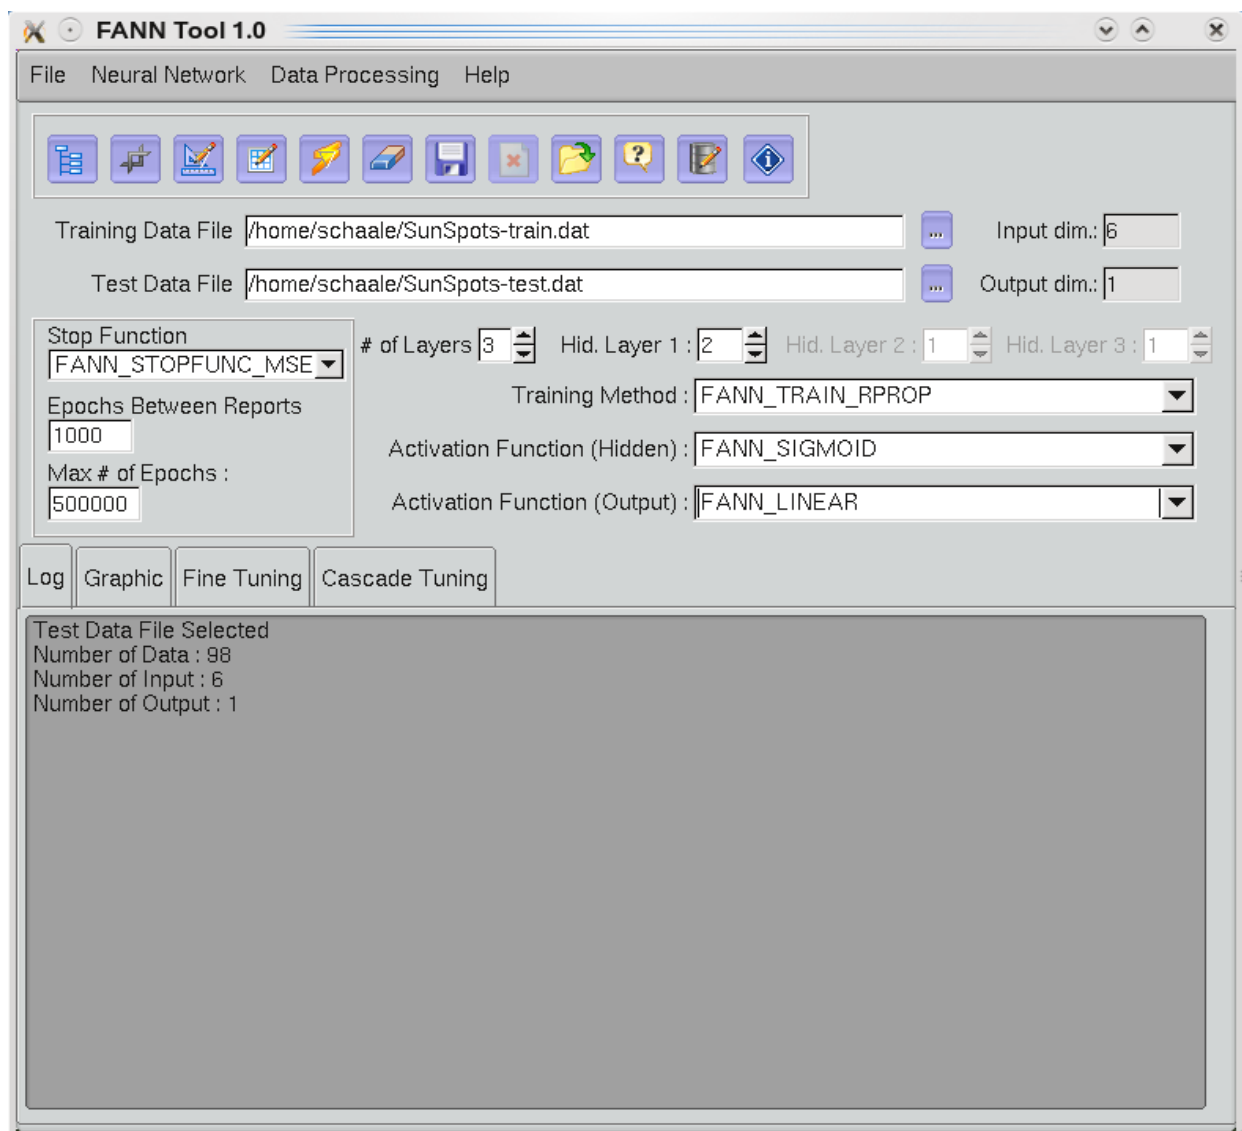 FANN Tool 1.0
File Neural Network Data Processing Help
Training Data File /home/schaale/SunSpots-train.dat ... Input dim.: 6
Test Data File /home/schaale/SunSpots-test.dat ... Output dim.: 1
Stop Function
FANN_STOPFUNC_MSE
# of Layers 3 Hid. Layer 1 : 2 Hid. Layer 2 : 1 Hid. Layer 3 : 1
Epochs Between Reports
1000
Max # of Epochs :
500000
Training Method : FANN_TRAIN_RPROP
Activation Function (Hidden) : FANN_SIGMOID
Activation Function (Output) : FANN_LINEAR
Log Graphic Fine Tuning Cascade Tuning
Test Data File Selected
Number of Data : 98
Number of Input : 6
Number of Output : 1